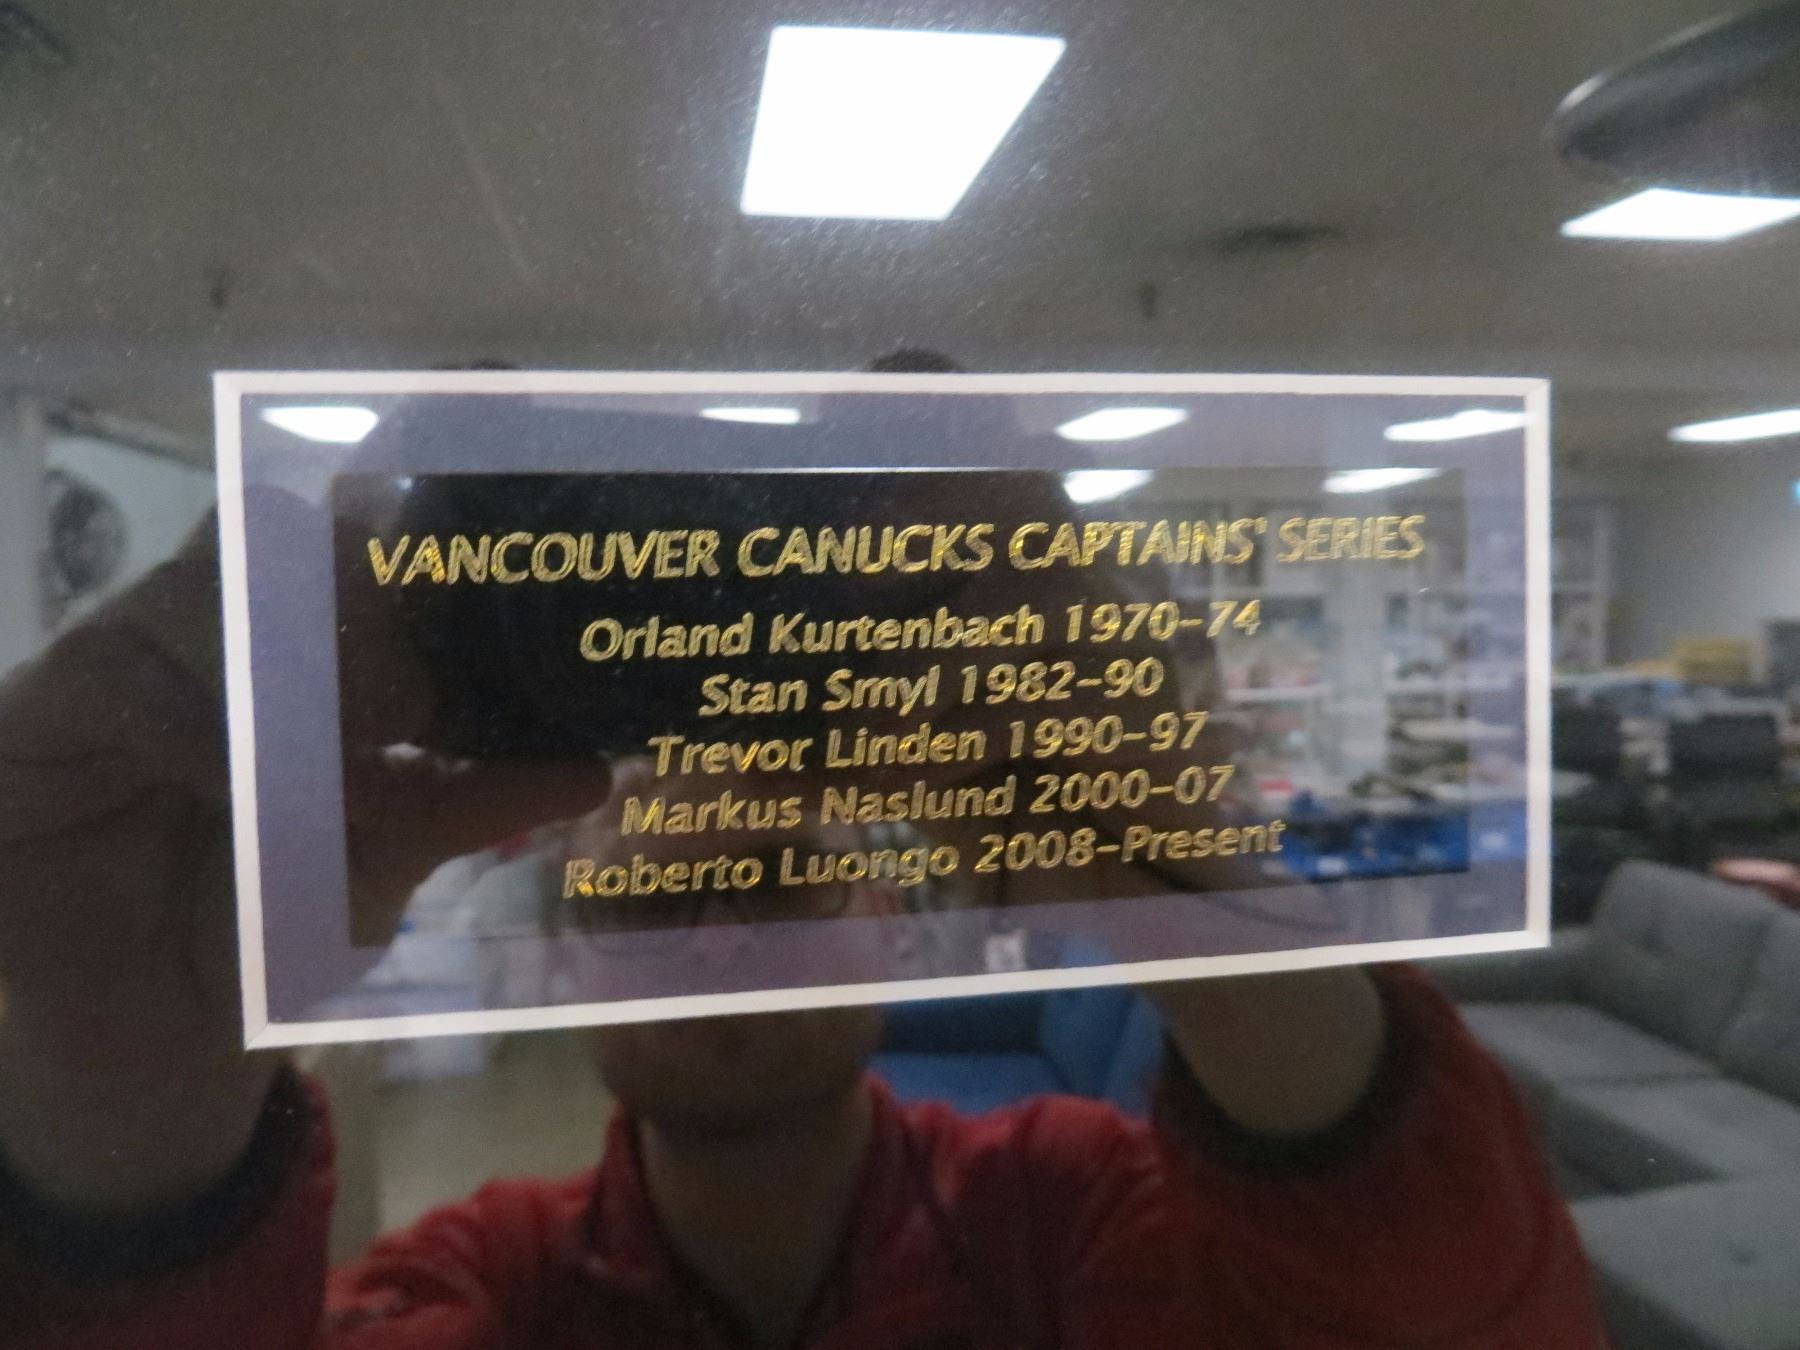 VANCOUVER CANUCKS CAPTAINS' SERIES
Orland Kurtenbach 1970-74
Stan Smyl 1982-90
Trevor Linden 1990-97
Markus Naslund 2000-07
Roberto Luongo 2008-Present